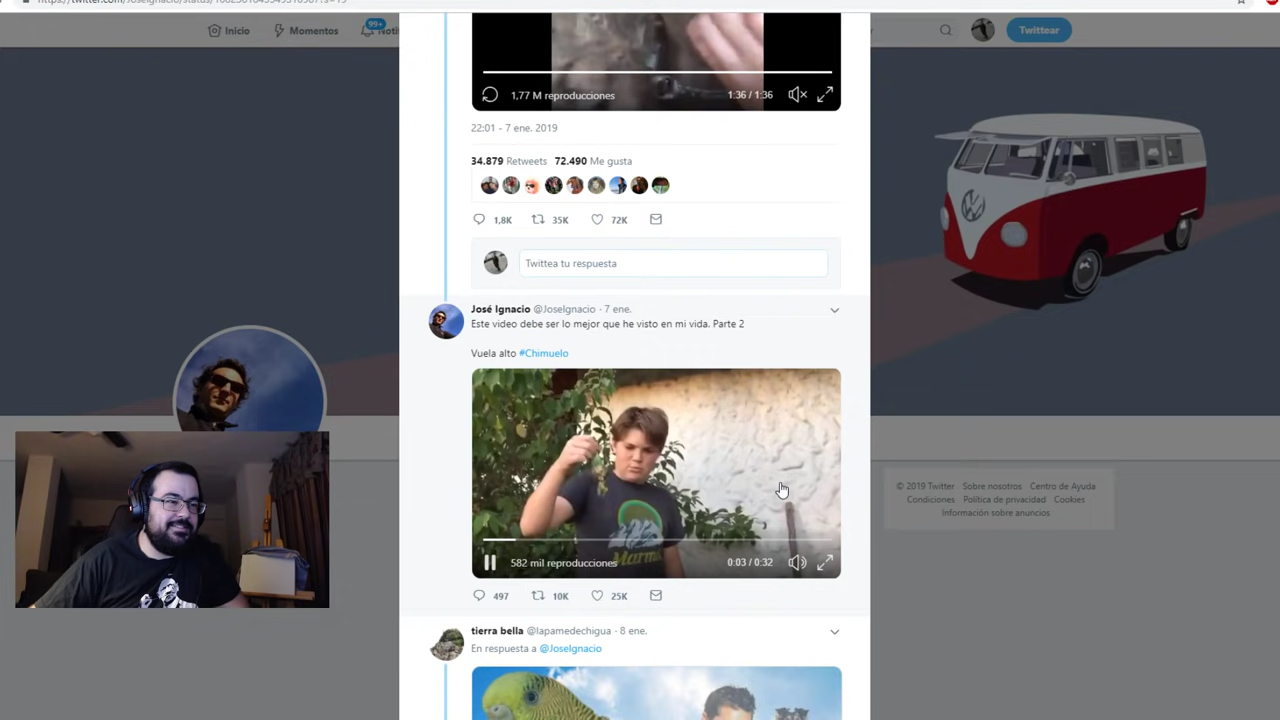 Inicio Momentos 99+ Noti Twittear
1,77 M reproducciones 1:36 / 1:36
22:01 - 7 ene. 2019
34.879 Retweets 72.490 Me gusta
1,8K 35K 72K
Twittea tu respuesta
José Ignacio @JoseIgnacio · 7 ene.
Este video debe ser lo mejor que he visto en mi vida. Parte 2
Vuela alto #Chimuelo
582 mil reproducciones 0:03 / 0:32
497 10K 25K
tierra bella @lapamedechigua · 8 ene.
En respuesta a @JoseIgnacio
© 2019 Twitter Sobre nosotros Centro de Ayuda
Condiciones Política de privacidad Cookies
Información sobre anuncios